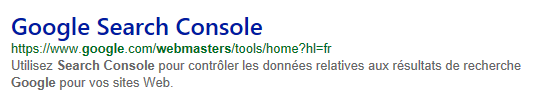 Google Search Console
https://www.google.com/webmasters/tools/home?hl=fr
Utilisez Search Console pour contrôler les données relatives aux résultats de recherche
Google pour vos sites Web.